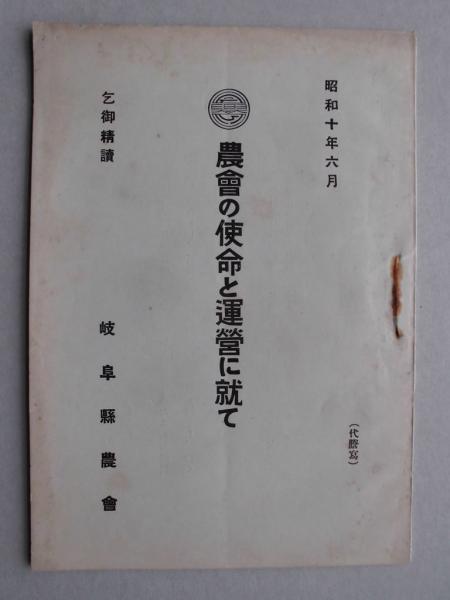 昭和十年六月
(代謄寫)
農會の使命と運營に就て
乞御精讀
岐阜縣農會